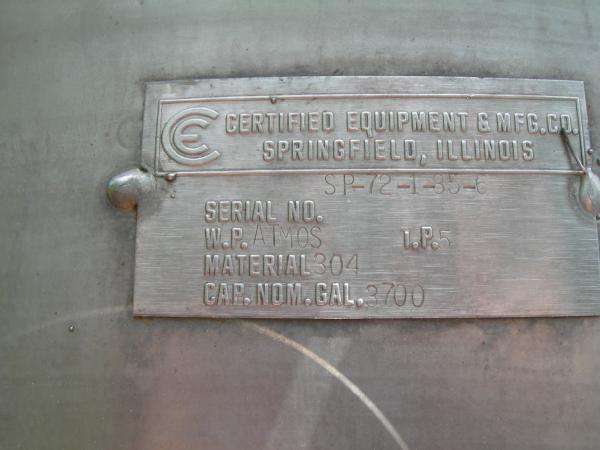 CEC CERTIFIED EQUIPMENT & MFG. CO.
SPRINGFIELD, ILLINOIS
SP-72-1-85-6
SERIAL NO.
W.P. ATMOS T.P. 5
MATERIAL 304
CAP. NOM. GAL. 3700